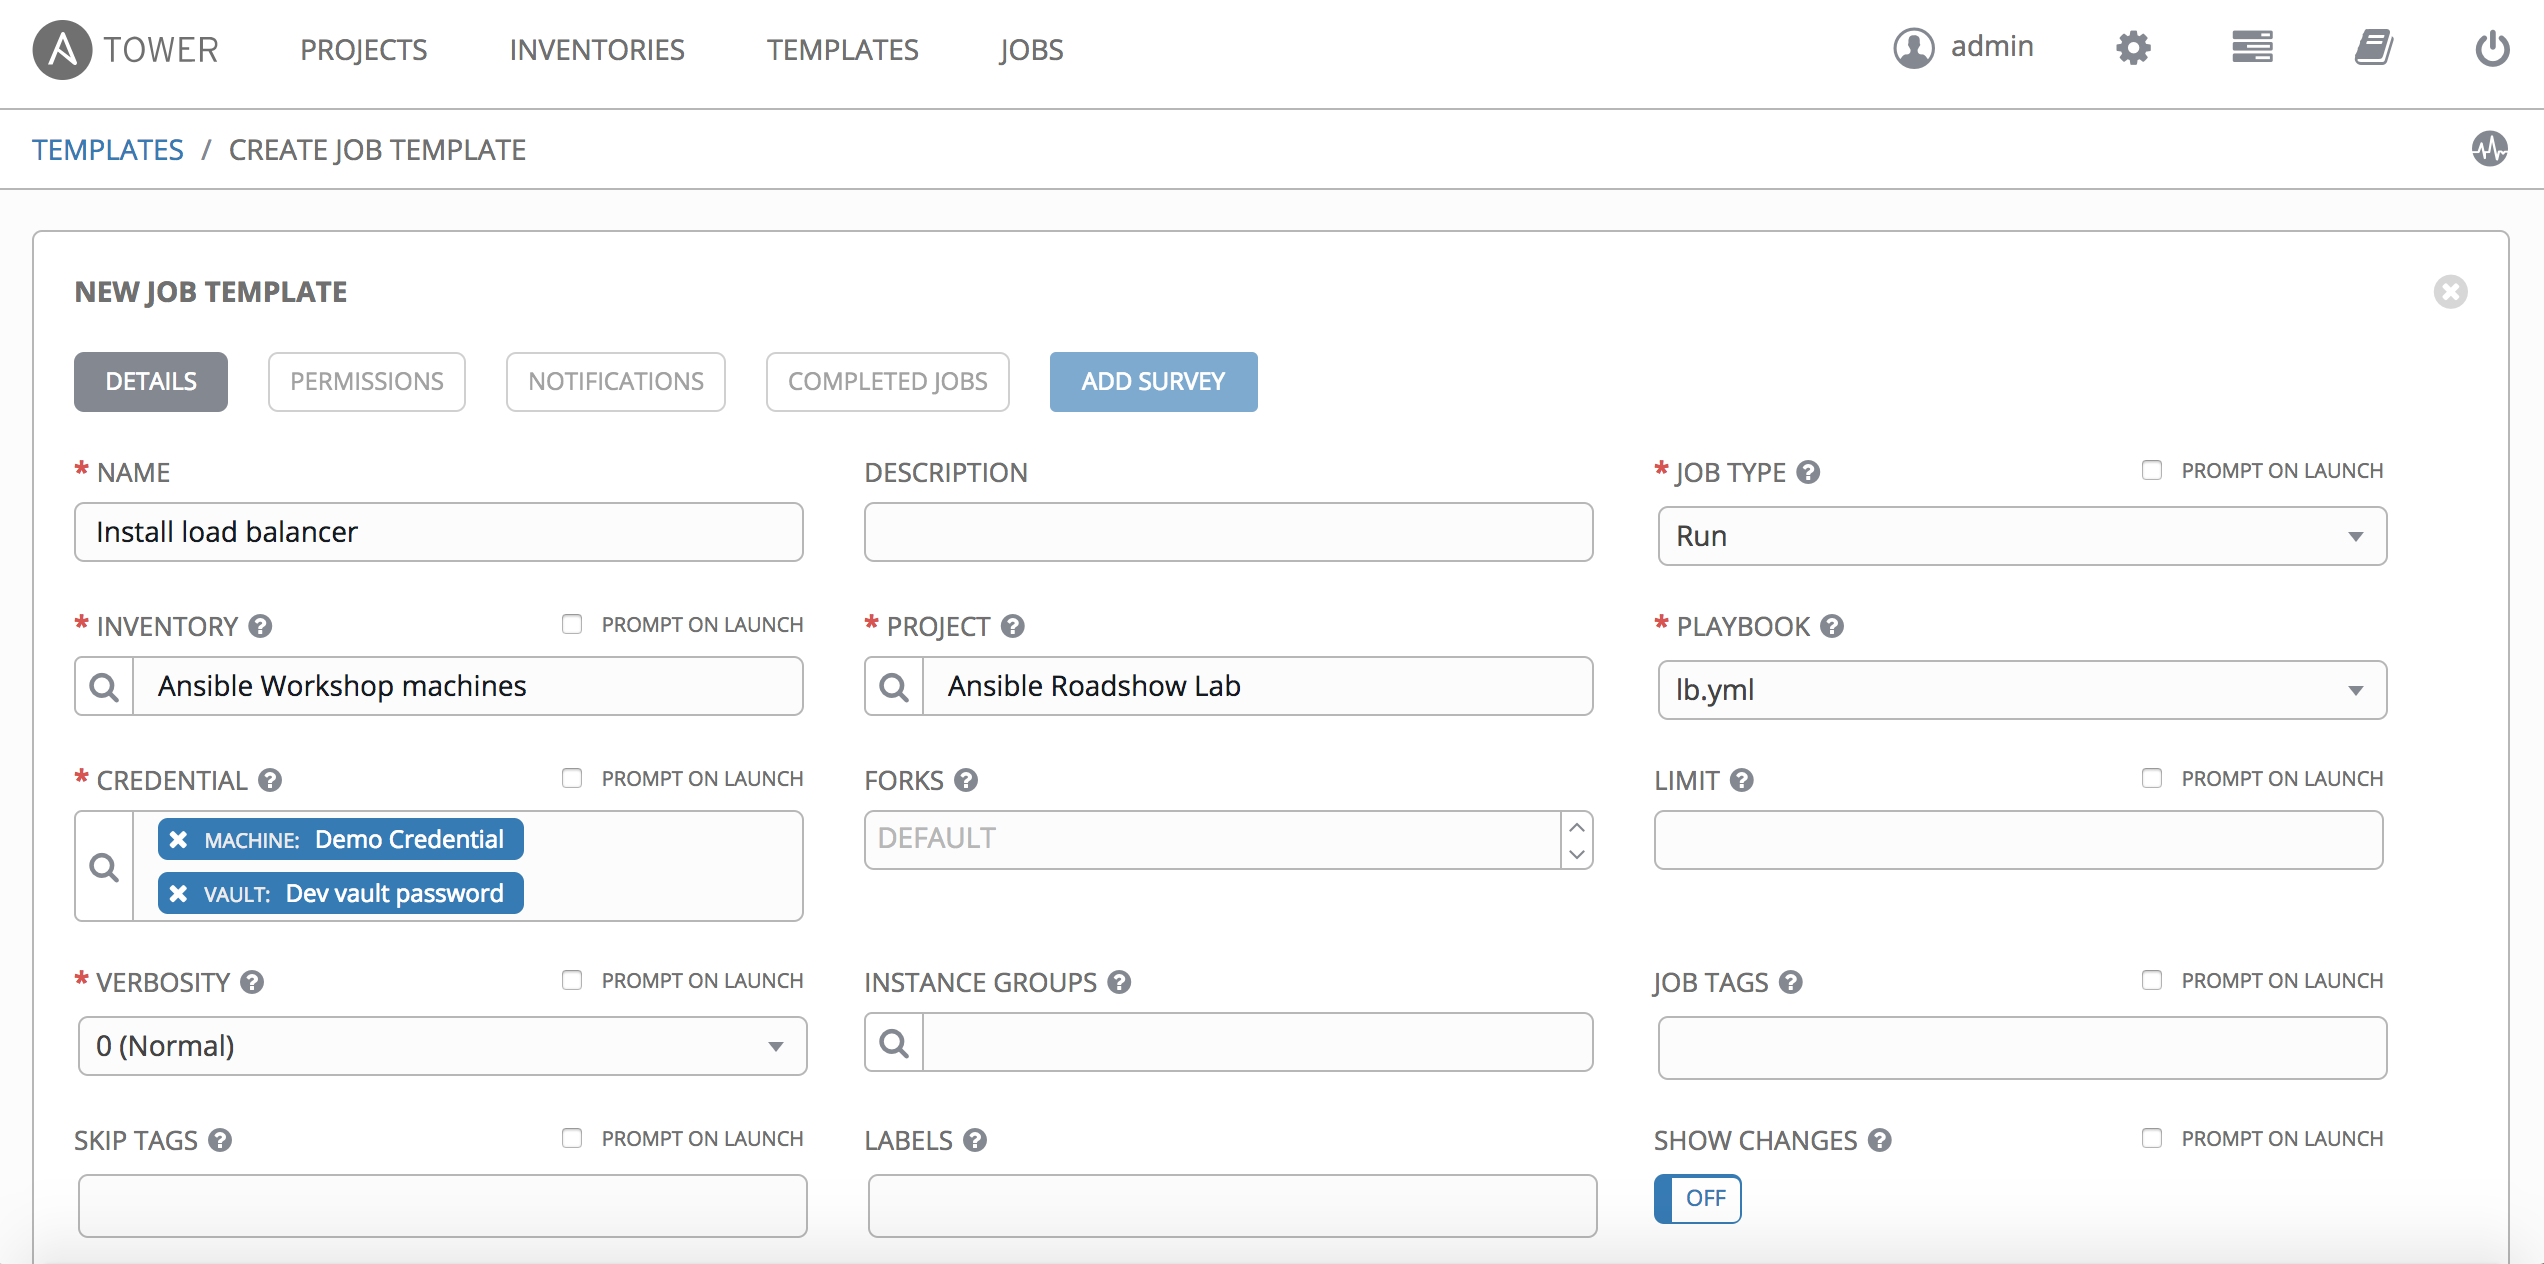 TOWER PROJECTS INVENTORIES TEMPLATES JOBS admin
TEMPLATES / CREATE JOB TEMPLATE
NEW JOB TEMPLATE
DETAILS PERMISSIONS NOTIFICATIONS COMPLETED JOBS ADD SURVEY
* NAME DESCRIPTION * JOB TYPE ? PROMPT ON LAUNCH
Install load balancer Run
* INVENTORY ? PROMPT ON LAUNCH * PROJECT ? * PLAYBOOK ?
Ansible Workshop machines Ansible Roadshow Lab lb.yml
* CREDENTIAL ? PROMPT ON LAUNCH FORKS ? LIMIT ? PROMPT ON LAUNCH
MACHINE: Demo Credential DEFAULT
VAULT: Dev vault password
* VERBOSITY ? PROMPT ON LAUNCH INSTANCE GROUPS ? JOB TAGS ? PROMPT ON LAUNCH
0 (Normal)
SKIP TAGS ? PROMPT ON LAUNCH LABELS ? SHOW CHANGES ? PROMPT ON LAUNCH
OFF